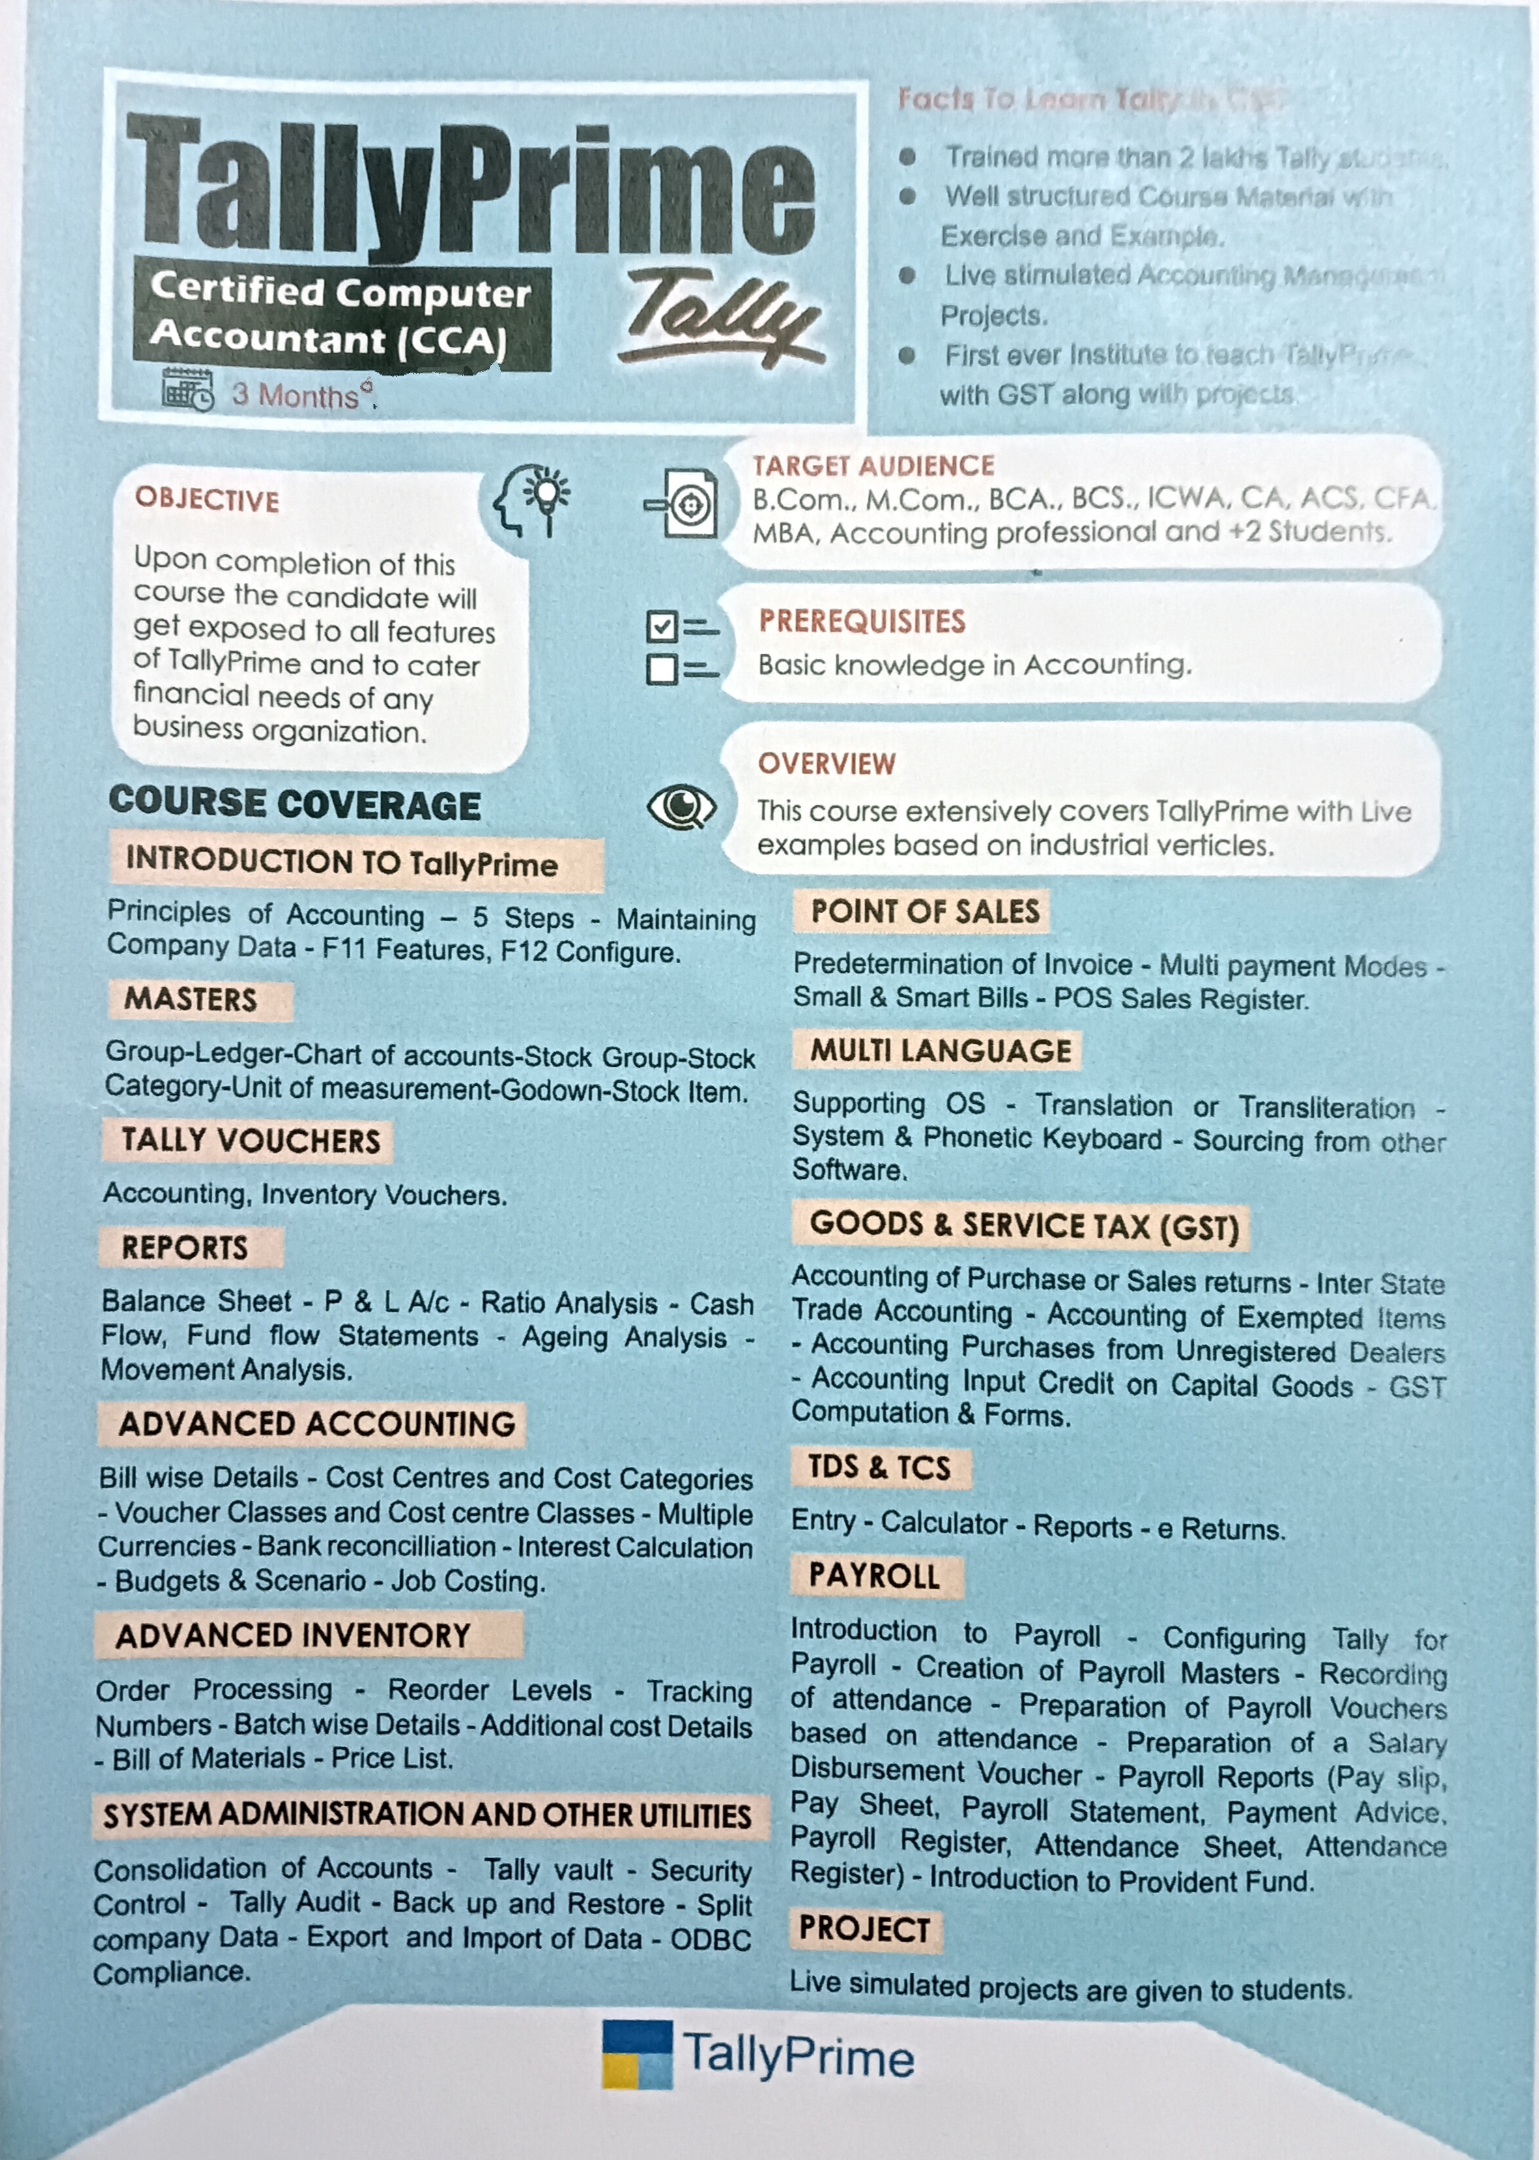 TallyPrime
Certified Computer
Accountant (CCA)
Tally
3 Months
Facts To Learn Tally in
Trained more than 2 lakhs Tally students.
Well structured Course Material with
Exercise and Example.
Live stimulated Accounting Management
Projects.
First ever Institute to teach TallyPrime
with GST along with projects.
OBJECTIVE
Upon completion of this
course the candidate will
get exposed to all features
of TallyPrime and to cater
financial needs of any
business organization.
TARGET AUDIENCE
B.Com., M.Com., BCA., BCS., ICWA, CA, ACS, CFA,
MBA, Accounting professional and +2 Students.
PREREQUISITES
Basic knowledge in Accounting.
OVERVIEW
This course extensively covers TallyPrime with Live
examples based on industrial verticles.
COURSE COVERAGE
INTRODUCTION TO TallyPrime
Principles of Accounting – 5 Steps - Maintaining
Company Data - F11 Features, F12 Configure.
MASTERS
Group-Ledger-Chart of accounts-Stock Group-Stock
Category-Unit of measurement-Godown-Stock Item.
TALLY VOUCHERS
Accounting, Inventory Vouchers.
REPORTS
Balance Sheet - P & L A/c - Ratio Analysis - Cash
Flow, Fund flow Statements - Ageing Analysis -
Movement Analysis.
ADVANCED ACCOUNTING
Bill wise Details - Cost Centres and Cost Categories
- Voucher Classes and Cost centre Classes - Multiple
Currencies - Bank reconcilliation - Interest Calculation
- Budgets & Scenario - Job Costing.
ADVANCED INVENTORY
Order Processing - Reorder Levels - Tracking
Numbers - Batch wise Details - Additional cost Details
- Bill of Materials - Price List.
SYSTEM ADMINISTRATION AND OTHER UTILITIES
Consolidation of Accounts - Tally vault - Security
Control - Tally Audit - Back up and Restore - Split
company Data - Export and Import of Data - ODBC
Compliance.
POINT OF SALES
Predetermination of Invoice - Multi payment Modes -
Small & Smart Bills - POS Sales Register.
MULTI LANGUAGE
Supporting OS - Translation or Transliteration -
System & Phonetic Keyboard - Sourcing from other
Software.
GOODS & SERVICE TAX (GST)
Accounting of Purchase or Sales returns - Inter State
Trade Accounting - Accounting of Exempted Items
- Accounting Purchases from Unregistered Dealers
- Accounting Input Credit on Capital Goods - GST
Computation & Forms.
TDS & TCS
Entry - Calculator - Reports - e Returns.
PAYROLL
Introduction to Payroll - Configuring Tally for
Payroll - Creation of Payroll Masters - Recording
of attendance - Preparation of Payroll Vouchers
based on attendance - Preparation of a Salary
Disbursement Voucher - Payroll Reports (Pay slip,
Pay Sheet, Payroll Statement, Payment Advice,
Payroll Register, Attendance Sheet, Attendance
Register) - Introduction to Provident Fund.
PROJECT
Live simulated projects are given to students.
TallyPrime